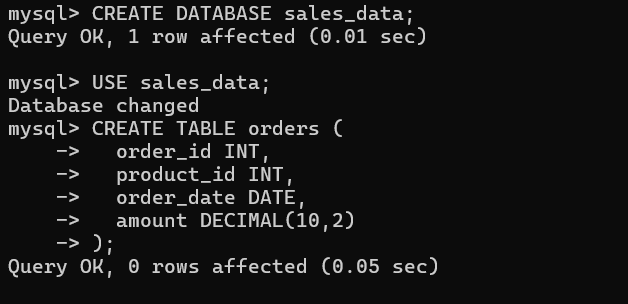 mysql> CREATE DATABASE sales_data;
Query OK, 1 row affected (0.01 sec)

mysql> USE sales_data;
Database changed
mysql> CREATE TABLE orders (
    ->   order_id INT,
    ->   product_id INT,
    ->   order_date DATE,
    ->   amount DECIMAL(10,2)
    -> );
Query OK, 0 rows affected (0.05 sec)